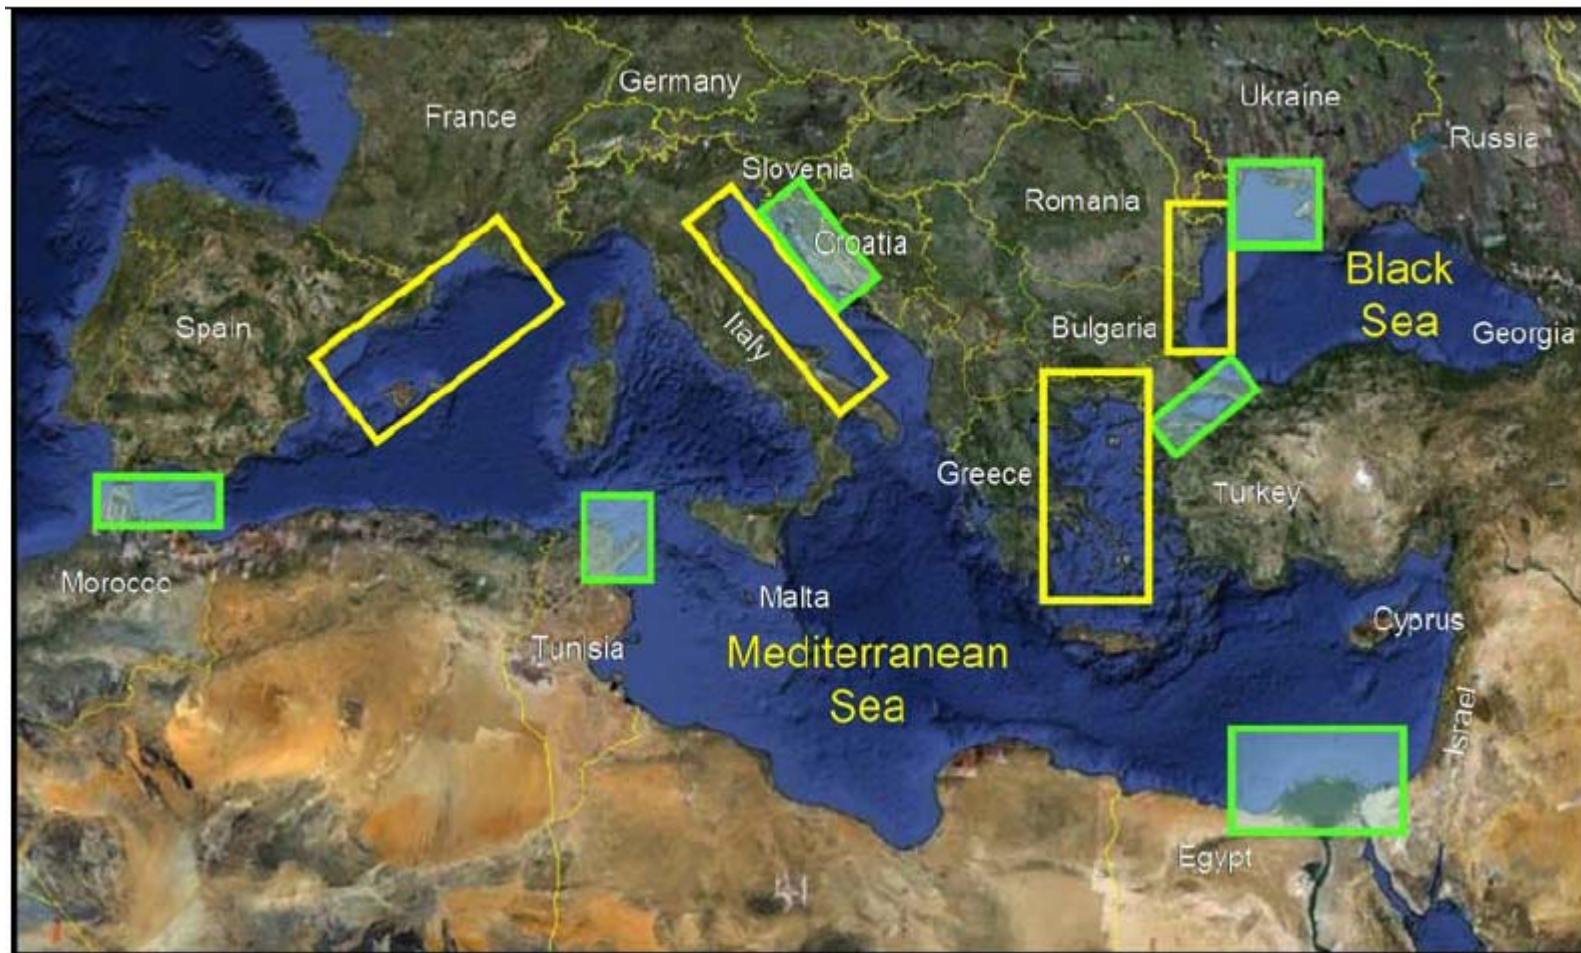 Germany
Ukraine
France
Russia
Slovenia
Romania
Croatia
Black
Sea
Spain
Italy
Bulgaria
Georgia
Greece
Turkey
Morocco
Malta
Cyprus
Tunisia
Mediterranean
Sea
Israel
Egypt